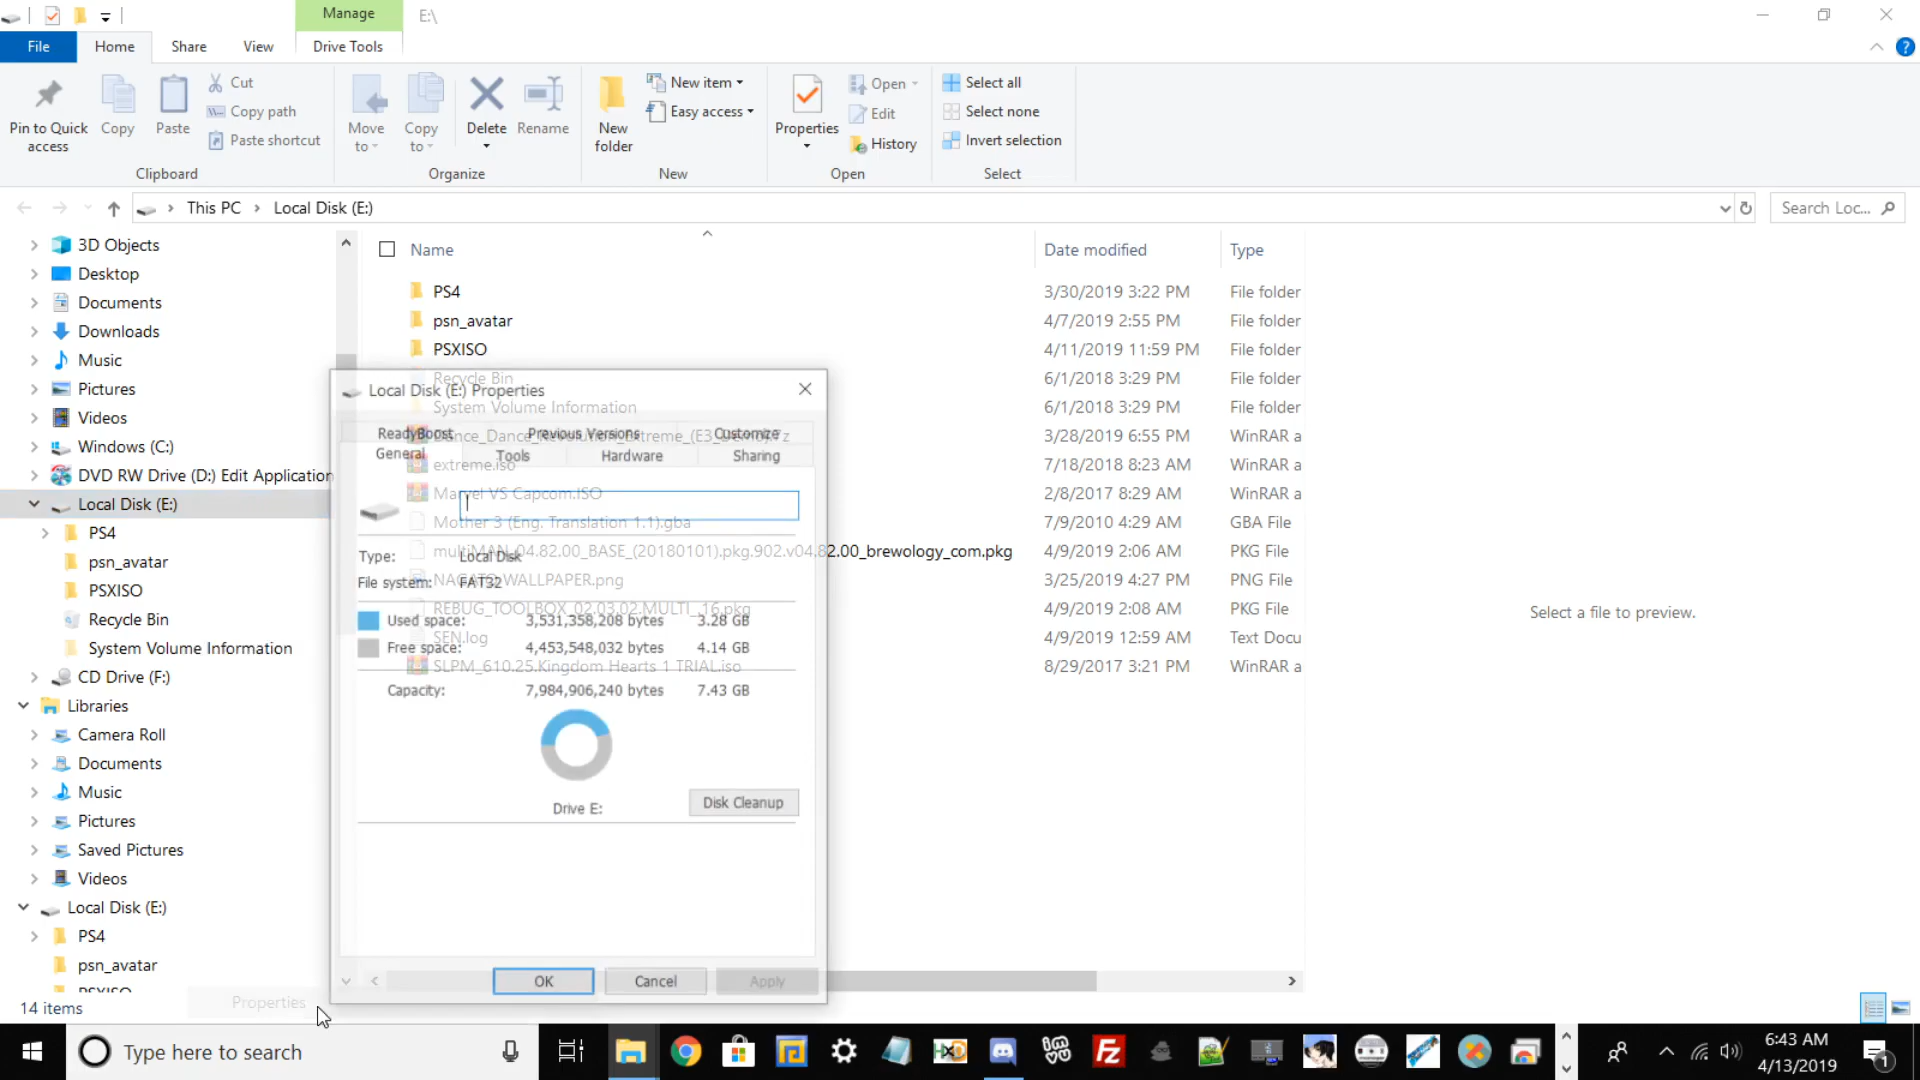 Manage
E:\
File
Home
Share
View
Drive Tools
Pin to Quick access
Copy
Paste
Cut
Copy path
Paste shortcut
Clipboard
Move to
Copy to
Delete
Rename
Organize
New folder
New item
Easy access
New
Properties
Open
Edit
History
Open
Select all
Select none
Invert selection
Select
This PC
Local Disk (E:)
Search Loc...
3D Objects
Desktop
Documents
Downloads
Music
Pictures
Videos
Windows (C:)
DVD RW Drive (D:) Edit Application
Local Disk (E:)
PS4
psn_avatar
PSXISO
Recycle Bin
System Volume Information
CD Drive (F:)
Libraries
Camera Roll
Documents
Music
Pictures
Saved Pictures
Videos
Local Disk (E:)
PS4
psn_avatar
PSXISO
Name Date modified Type
PS4 3/30/2019 3:22 PM File folder
psn_avatar 4/7/2019 2:55 PM File folder
PSXISO 4/11/2019 11:59 PM File folder
Recycle Bin 6/1/2018 3:29 PM File folder
System Volume Information 6/1/2018 3:29 PM File folder
3/28/2019 6:55 PM WinRAR a
extreme.iso 7/18/2018 8:23 AM WinRAR a
Marvel VS Capcom.ISO 2/8/2017 8:29 AM WinRAR a
Mother 3 (Eng. Translation 1.1).gba 7/9/2010 4:29 AM GBA File
multiMAN_04.82.00_BASE_(20180101).pkg.902.v04.82.00_brewology_com.pkg 4/9/2019 2:06 AM PKG File
NAGATO WALLPAPER.png 3/25/2019 4:27 PM PNG File
REBUG_TOOLBOX_02.03.02.MULTI_16.pkg 4/9/2019 2:08 AM PKG File
SEN.log 4/9/2019 12:59 AM Text Docu
SLPM_610.25.Kingdom Hearts 1 TRIAL.iso 8/29/2017 3:21 PM WinRAR a
Local Disk (E:) Properties
ReadyBoost Previous Versions Customize
General Tools Hardware Sharing
Type: Local Disk
File system: FAT32
Used space: 3,531,358,208 bytes 3.28 GB
Free space: 4,453,548,032 bytes 4.14 GB
Capacity: 7,984,906,240 bytes 7.43 GB
Drive E:
Disk Cleanup
OK
Cancel
Apply
Select a file to preview.
14 items
Properties
Type here to search
6:43 AM
4/13/2019
1